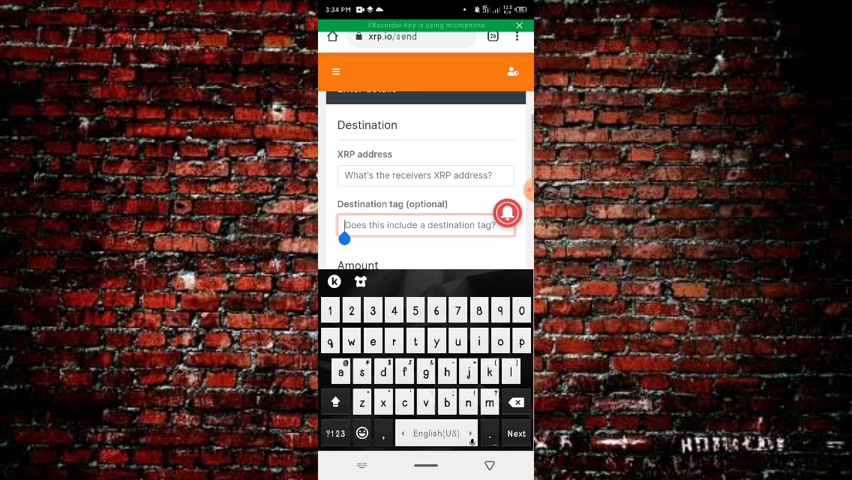 3:34 PM
XRecorder App is using microphone
xrp.io/send
Destination
XRP address
What's the receivers XRP address?
Destination tag (optional)
Does this include a destination tag?
Amount
1 2 3 4 5 6 7 8 9 0
q w e r t y u i o p
a s d f g h j k l
z x c v b n m
?123 , English(US) . Next